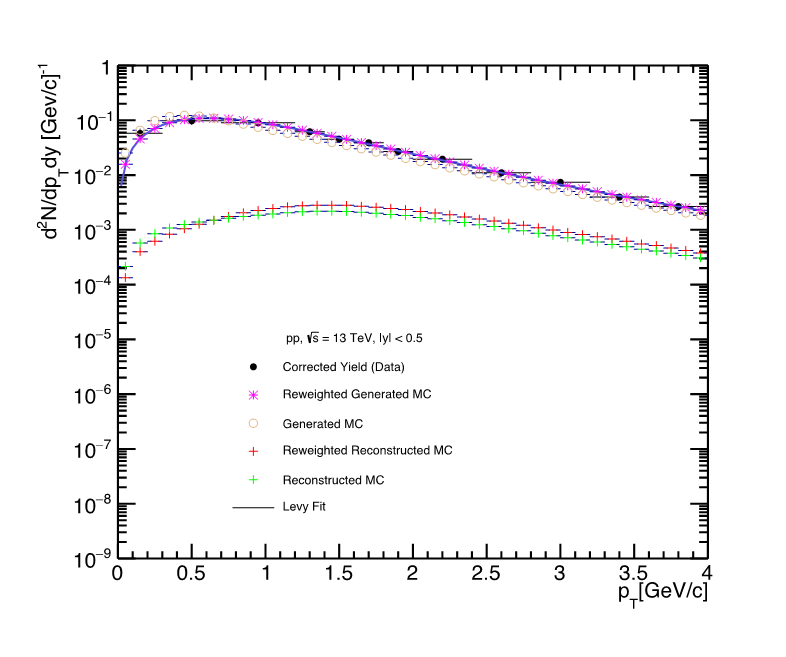 d²N/dp_T dy [Gev/c]⁻¹
1
10⁻¹
10⁻²
10⁻³
10⁻⁴
10⁻⁵
10⁻⁶
10⁻⁷
10⁻⁸
10⁻⁹
pp, √s = 13 TeV, |y| < 0.5
Corrected Yield (Data)
Reweighted Generated MC
Generated MC
Reweighted Reconstructed MC
Reconstructed MC
Levy Fit
0 0.5 1 1.5 2 2.5 3 3.5 4
p_T[GeV/c]